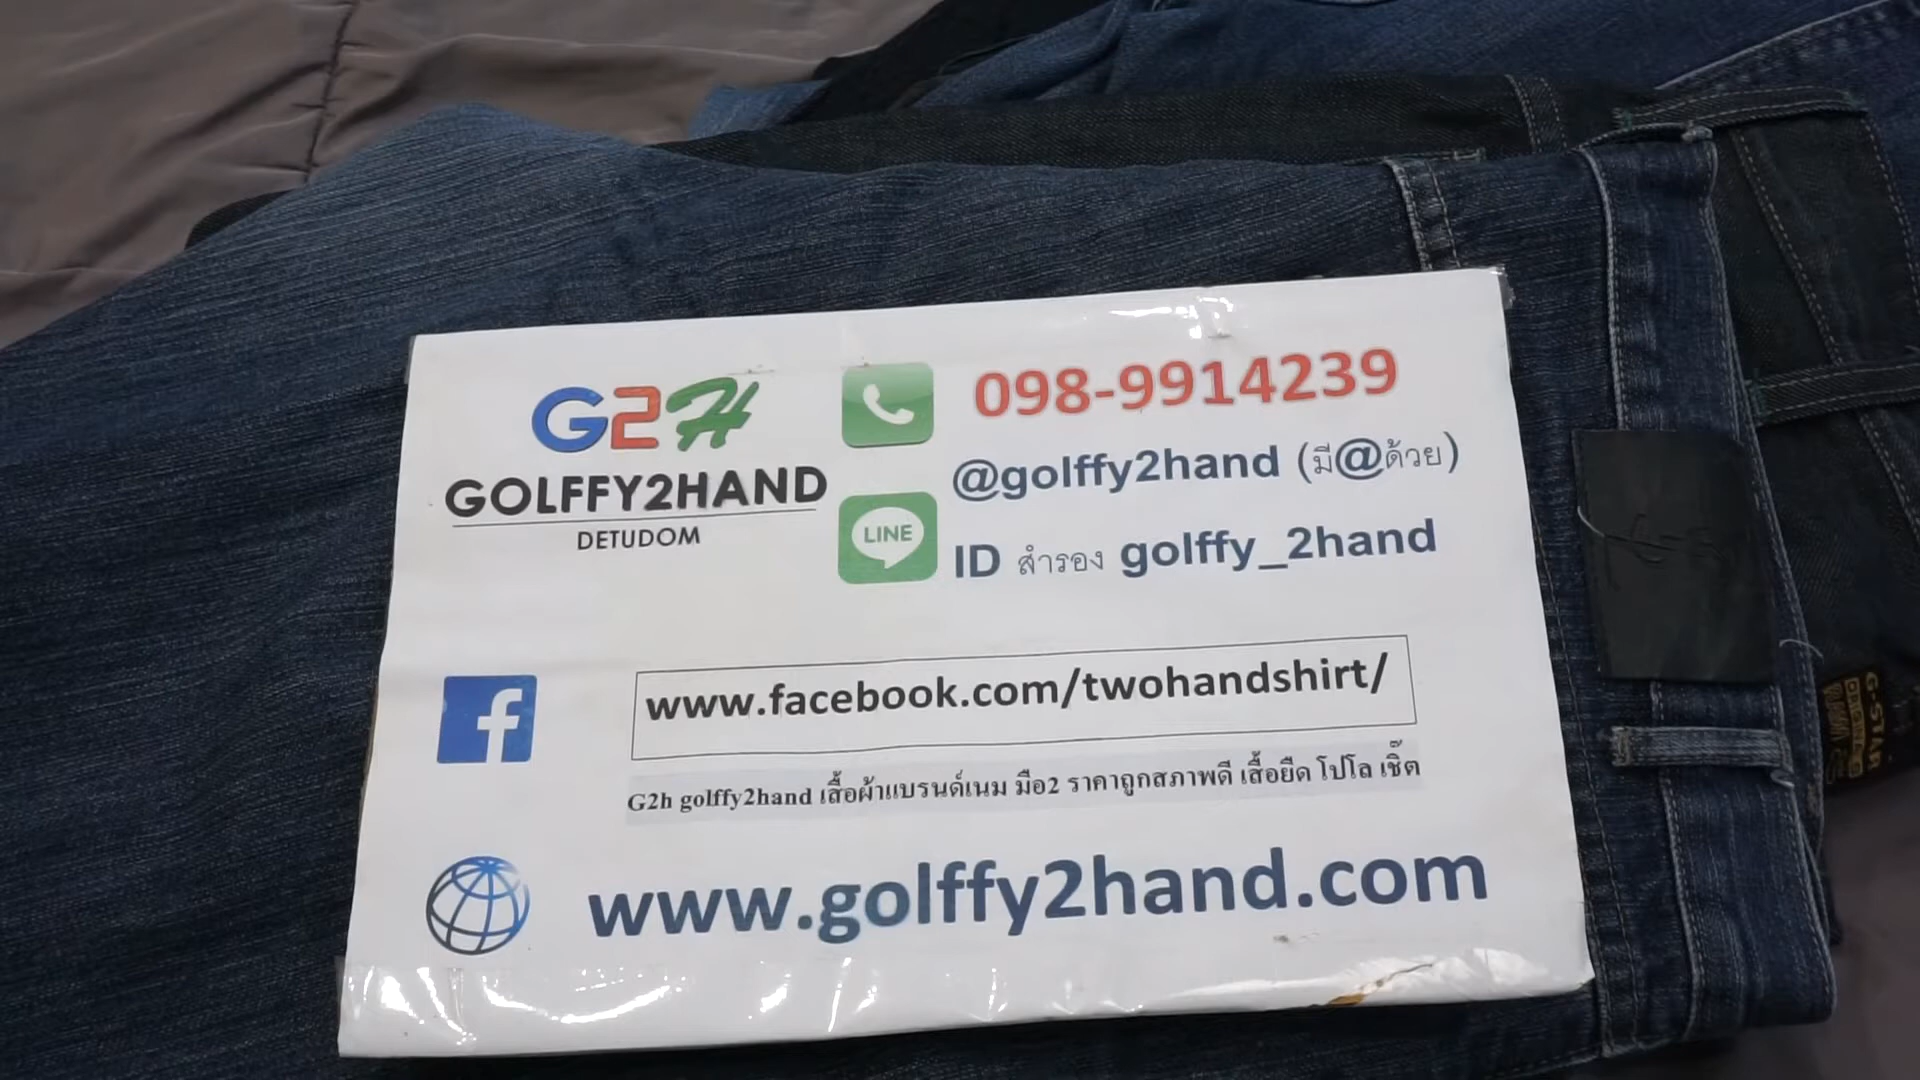 G2H
GOLFFY2HAND
DETUDOM
098-9914239
@golffy2hand (มี@ด้วย)
LINE
ID สำรอง golffy_2hand
f
www.facebook.com/twohandshirt/
G2h golffy2hand เสื้อผ้าแบรนด์เนม มือ2 ราคาถูกสภาพดี เสื้อยืด โปโล เชิ๊ต
www.golffy2hand.com
G-STAR